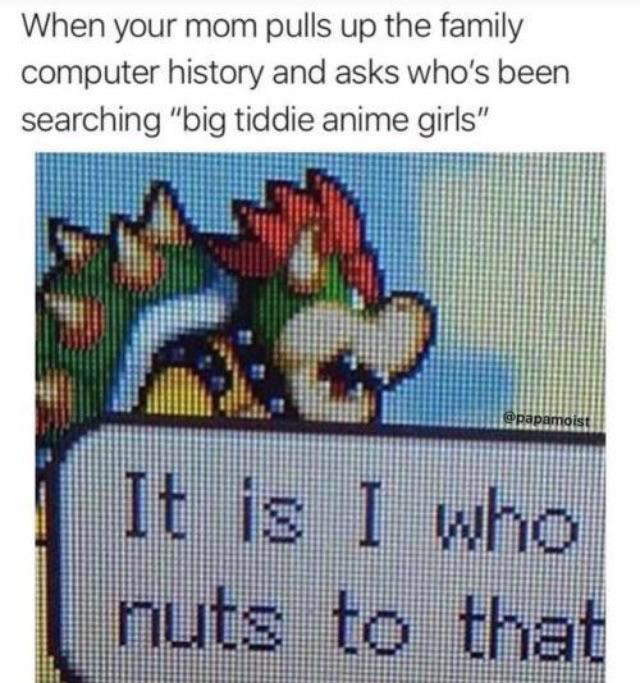 When your mom pulls up the family
computer history and asks who's been
searching "big tiddie anime girls"
@papamoist
It is I who
nuts to that